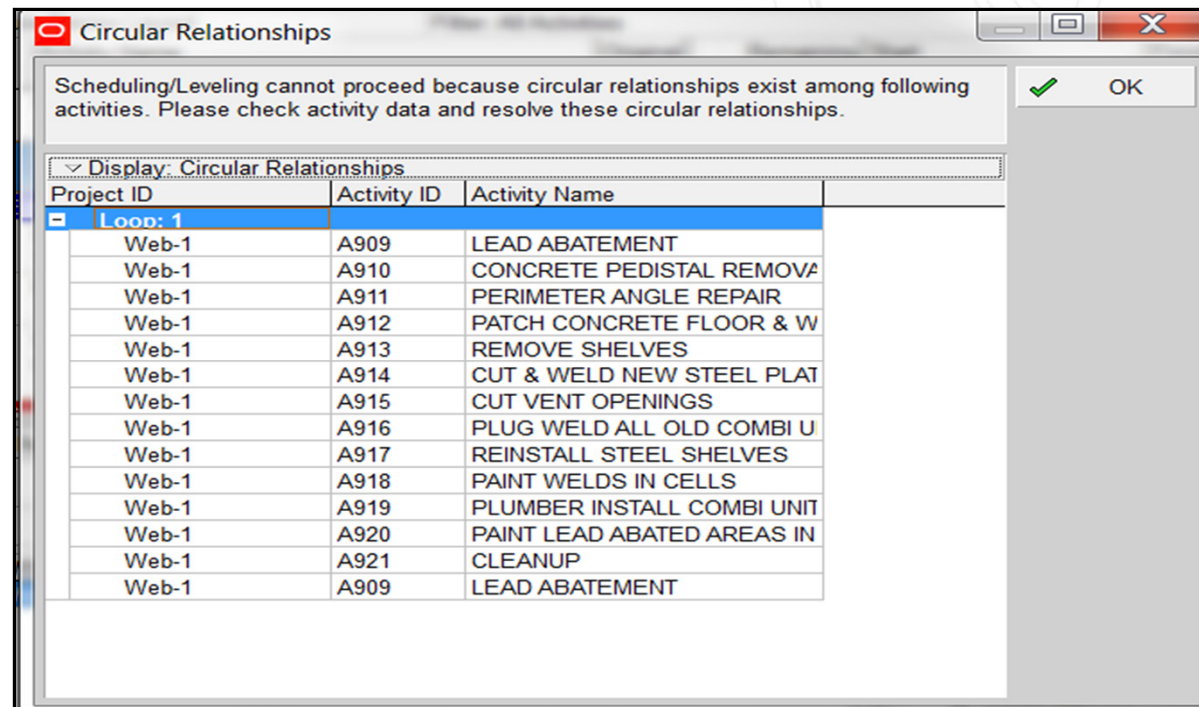 Circular Relationships
Scheduling/Leveling cannot proceed because circular relationships exist among following
activities. Please check activity data and resolve these circular relationships.
OK
Display: Circular Relationships
Project ID Activity ID Activity Name
Loop: 1
Web-1 A909 LEAD ABATEMENT
Web-1 A910 CONCRETE PEDISTAL REMOVA
Web-1 A911 PERIMETER ANGLE REPAIR
Web-1 A912 PATCH CONCRETE FLOOR & W
Web-1 A913 REMOVE SHELVES
Web-1 A914 CUT & WELD NEW STEEL PLAT
Web-1 A915 CUT VENT OPENINGS
Web-1 A916 PLUG WELD ALL OLD COMBI U
Web-1 A917 REINSTALL STEEL SHELVES
Web-1 A918 PAINT WELDS IN CELLS
Web-1 A919 PLUMBER INSTALL COMBI UNIT
Web-1 A920 PAINT LEAD ABATED AREAS IN
Web-1 A921 CLEANUP
Web-1 A909 LEAD ABATEMENT